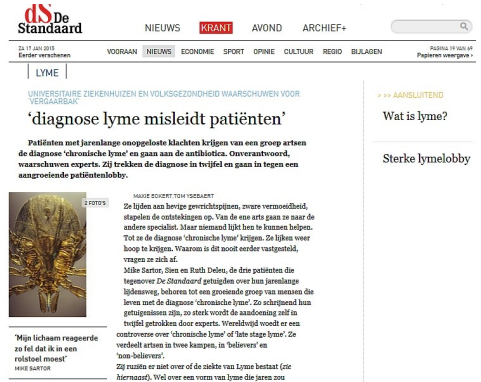 dS De
Standaard
NIEUWS KRANT AVOND ARCHIEF+
ZA 17 JAN 2015
Eerder verschenen
VOORAAN NIEUWS ECONOMIE SPORT OPINIE CULTUUR REGIO BIJLAGEN
PAGINA 19 VAN 69
Papieren weergave ›
LYME
UNIVERSITAIRE ZIEKENHUIZEN EN VOLKSGEZONDHEID WAARSCHUWEN VOOR
'VERGAARBAK'
'diagnose lyme misleidt patiënten'
Patiënten met jarenlange onopgeloste klachten krijgen van een groep artsen
de diagnose 'chronische lyme' en gaan aan de antibiotica. Onverantwoord,
waarschuwen experts. Zij trekken de diagnose in twijfel en gaan in tegen een
aangroeiende patiëntenlobby.
> >> AANSLUITEND
Wat is lyme?
Sterke lymelobby
2 FOTO'S
'Mijn lichaam reageerde
zo fel dat ik in een
rolstoel moest'
MIKE SARTOR
MAXIE ECKERT, TOM YSEBAERT
Ze lijden aan hevige gewrichtspijnen, zware vermoeidheid,
stapelen de ontstekingen op. Van de ene arts gaan ze naar de
andere specialist. Maar niemand lijkt hen te kunnen helpen.
Tot ze de diagnose 'chronische lyme' krijgen. Ze lijken weer
hoop te krijgen. Waarom is dit nooit eerder vastgesteld,
vragen ze zich af.
Mike Sartor, Sien en Ruth Deleu, de drie patiënten die
tegenover De Standaard getuigden over hun jarenlange
lijdensweg, behoren tot een groeiende groep van mensen die
leven met de diagnose 'chronische lyme'. Zo schrijnend hun
getuigenissen zijn, zo sterk wordt de aandoening zelf in
twijfel getrokken door experts. Wereldwijd woedt er een
controverse over 'chronische lyme' of 'late stage lyme'. Ze
verdeelt artsen in twee kampen, in 'believers' en
'non-believers'.
Zij ruziën er niet over of de ziekte van Lyme bestaat (zie
hiernaast). Wel over een vorm van lyme die jaren zou